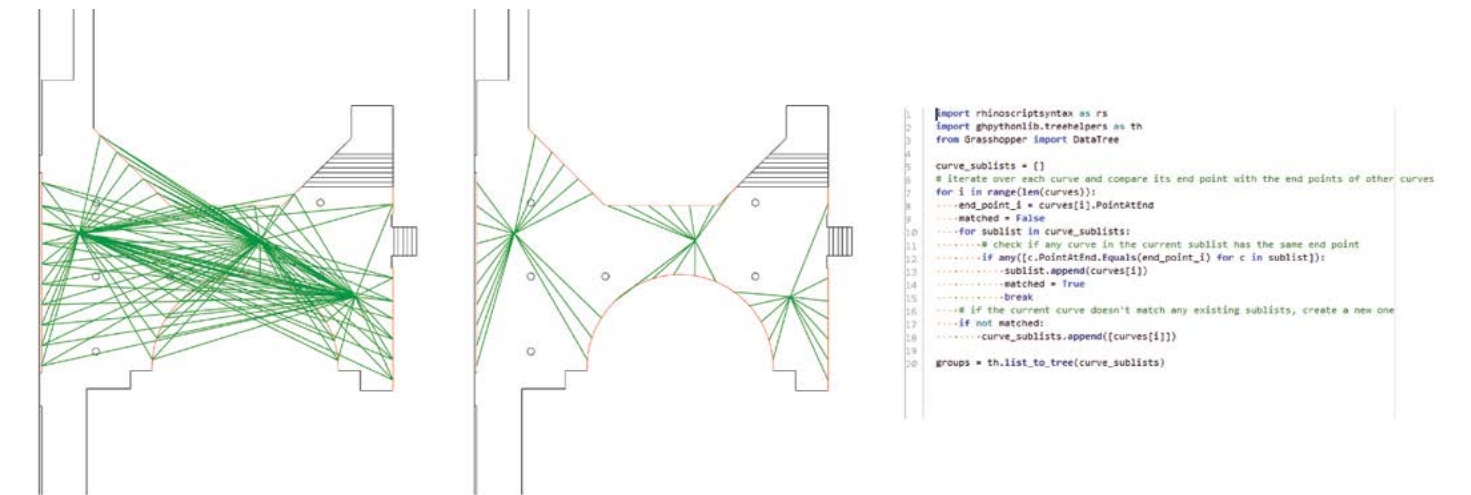 1 import rhinoscriptsyntax as rs
2 import ghpythonlib.treehelpers as th
3 from Grasshopper import DataTree
4
5 curve_sublists = []
6 # iterate over each curve and compare its end point with the end points of other curves
7 for i in range(len(curves)):
8 ····end_point_i = curves[i].PointAtEnd
9 ····matched = False
10 ····for sublist in curve_sublists:
11 ········# check if any curve in the current sublist has the same end point
12 ········if any([c.PointAtEnd.Equals(end_point_i) for c in sublist]):
13 ············sublist.append(curves[i])
14 ············matched = True
15 ············break
16 ····# if the current curve doesn't match any existing sublists, create a new one
17 ····if not matched:
18 ········curve_sublists.append([curves[i]])
19
20 groups = th.list_to_tree(curve_sublists)